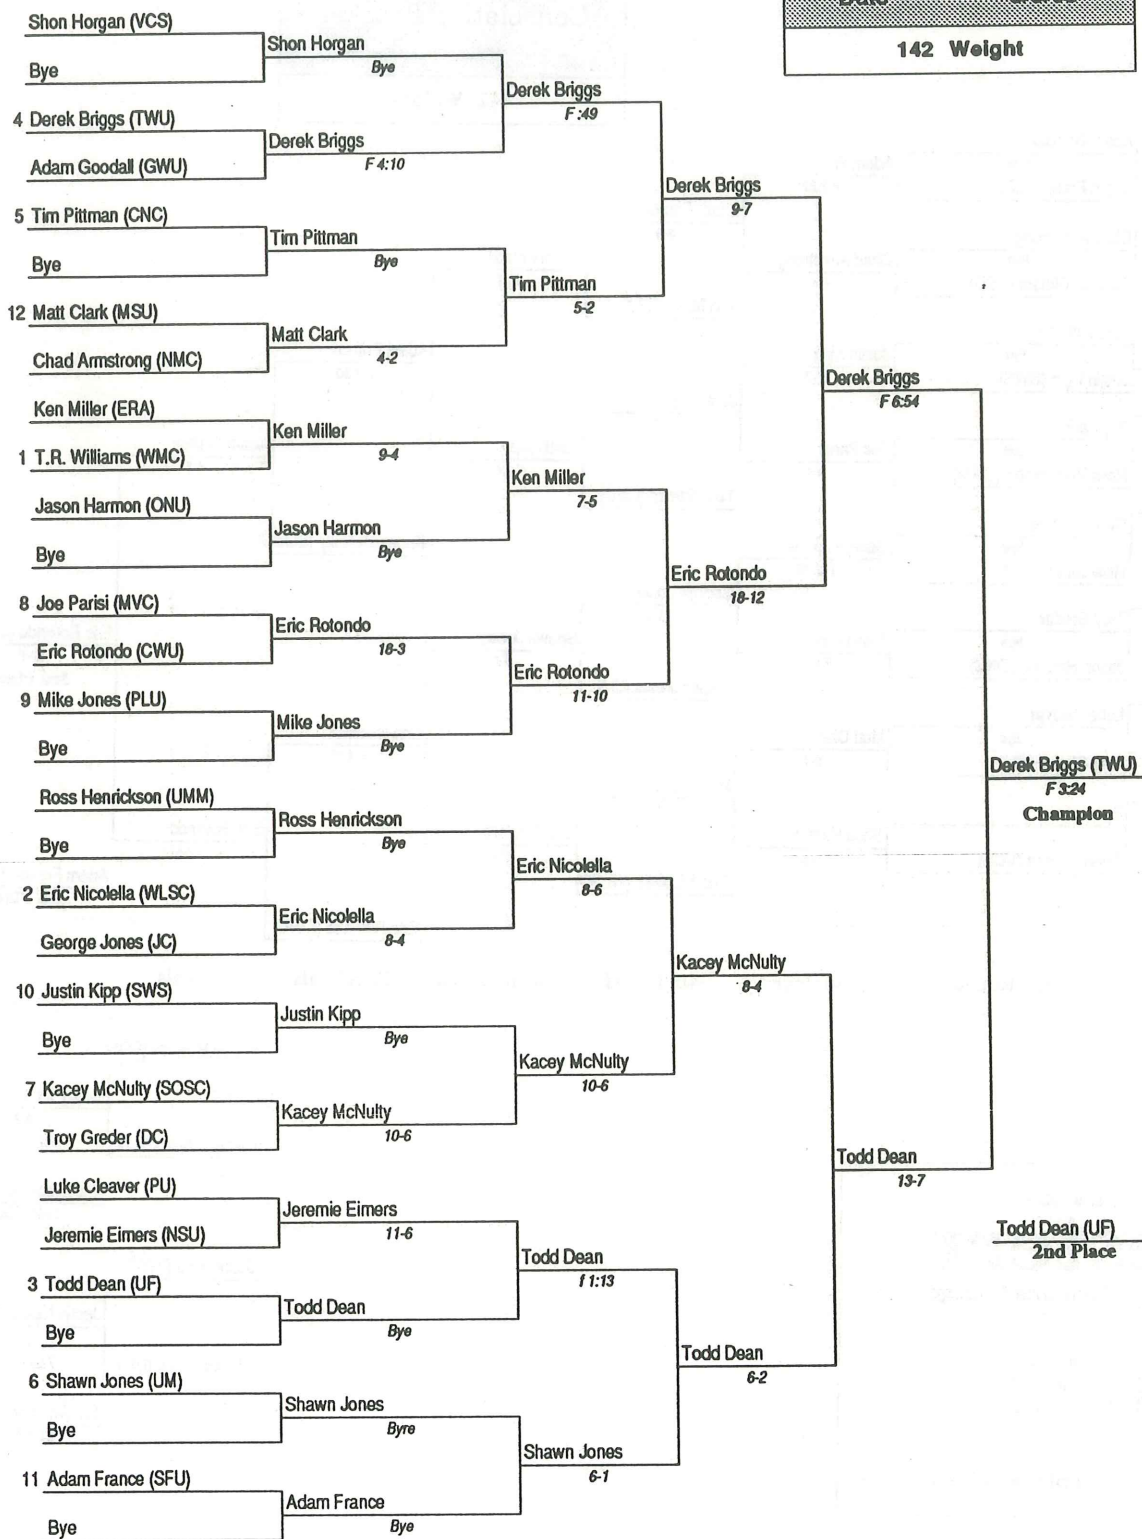 142 Weight
Shon Horgan (VCS)
Bye
4 Derek Briggs (TWU)
Adam Goodall (GWU)
5 Tim Pittman (CNC)
Bye
12 Matt Clark (MSU)
Chad Armstrong (NMC)
Ken Miller (ERA)
1 T.R. Williams (WMC)
Jason Harmon (ONU)
Bye
8 Joe Parisi (MVC)
Eric Rotondo (CWU)
9 Mike Jones (PLU)
Bye
Ross Henrickson (UMM)
Bye
2 Eric Nicolella (WLSC)
George Jones (JC)
10 Justin Kipp (SWS)
Bye
7 Kacey McNulty (SOSC)
Troy Greder (DC)
Luke Cleaver (PU)
Jeremie Eimers (NSU)
3 Todd Dean (UF)
Bye
6 Shawn Jones (UM)
Bye
11 Adam France (SFU)
Bye
Shon Horgan
Bye
Derek Briggs
F 4:10
Tim Pittman
Bye
Matt Clark
4-2
Ken Miller
9-4
Jason Harmon
Bye
Eric Rotondo
18-3
Mike Jones
Bye
Ross Henrickson
Bye
Eric Nicolella
8-4
Justin Kipp
Bye
Kacey McNulty
10-6
Jeremie Eimers
11-6
Todd Dean
Bye
Shawn Jones
Byre
Adam France
Bye
Derek Briggs
F :49
Tim Pittman
5-2
Ken Miller
7-5
Eric Rotondo
11-10
Eric Nicolella
8-6
Kacey McNulty
10-6
Todd Dean
f 1:13
Shawn Jones
6-1
Derek Briggs
9-7
Eric Rotondo
18-12
Kacey McNulty
8-4
Todd Dean
6-2
Derek Briggs
F 6:54
Todd Dean
13-7
Derek Briggs (TWU)
F 3:24
Champion
Todd Dean (UF)
2nd Place